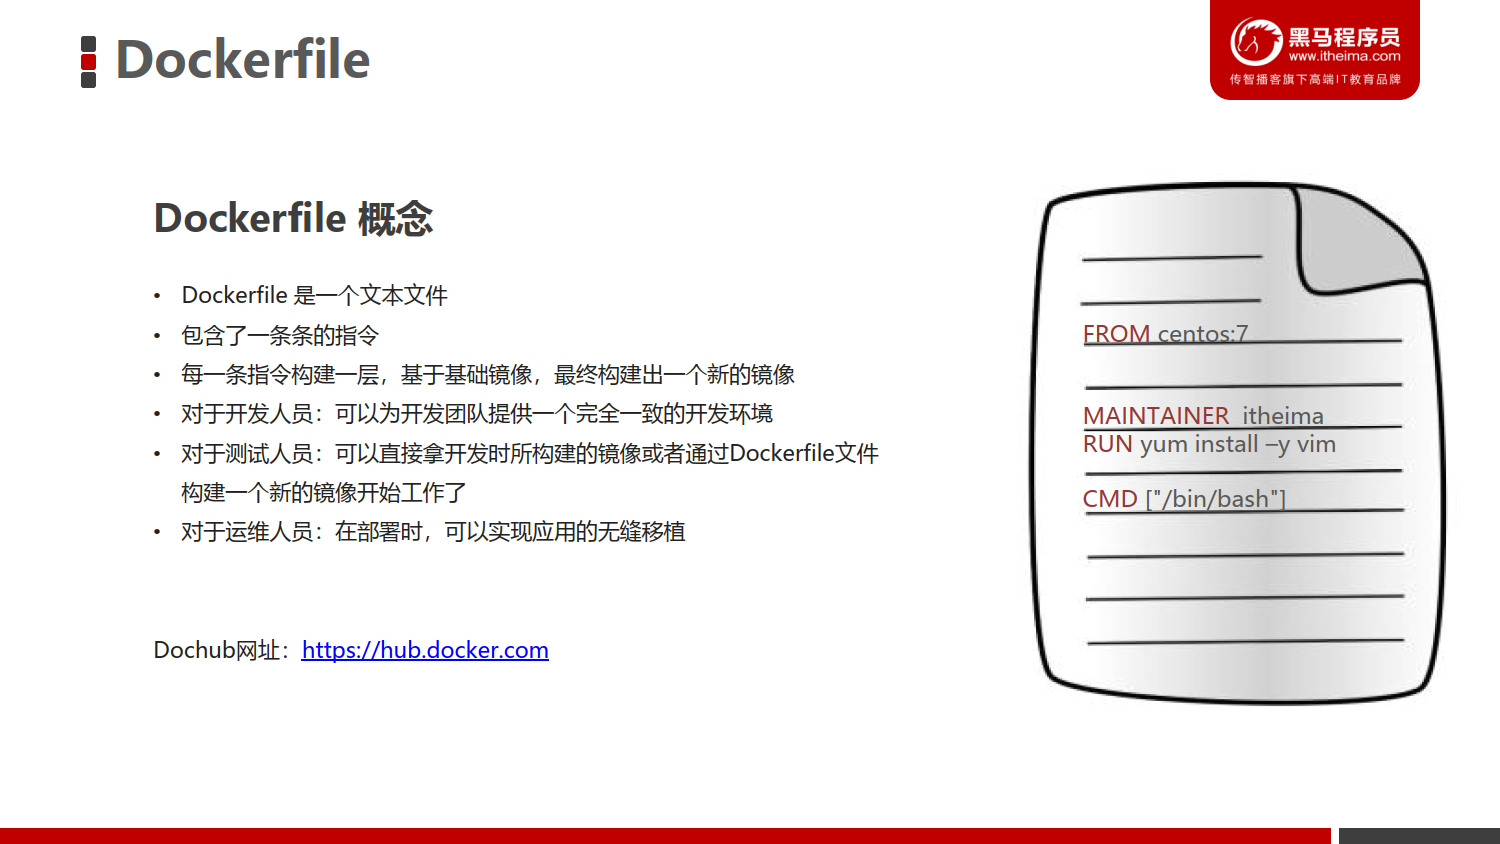 Dockerfile
黑马程序员
www.itheima.com
传智播客旗下高端IT教育品牌
Dockerfile 概念
• Dockerfile 是一个文本文件
• 包含了一条条的指令
• 每一条指令构建一层，基于基础镜像，最终构建出一个新的镜像
• 对于开发人员：可以为开发团队提供一个完全一致的开发环境
• 对于测试人员：可以直接拿开发时所构建的镜像或者通过Dockerfile文件
构建一个新的镜像开始工作了
• 对于运维人员：在部署时，可以实现应用的无缝移植
Dochub网址：https://hub.docker.com
FROM centos:7
MAINTAINER itheima
RUN yum install –y vim
CMD ["/bin/bash"]